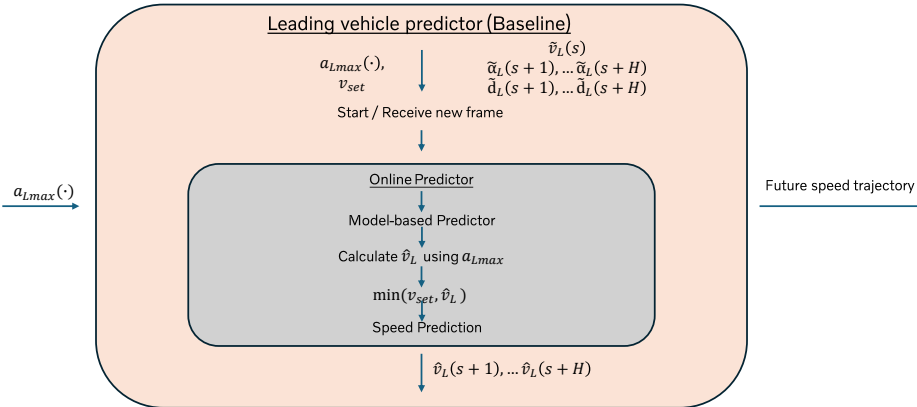 Leading vehicle predictor (Baseline)
ṽ_L(s)
a_Lmax(·),
v_set
α̃_L(s + 1), … α̃_L(s + H)
d̃_L(s + 1), … d̃_L(s + H)
Start / Receive new frame
a_Lmax(·)
Online Predictor
Future speed trajectory
Model-based Predictor
Calculate v̂_L using a_Lmax
min(v_set, v̂_L )
Speed Prediction
v̂_L(s + 1), … v̂_L(s + H)